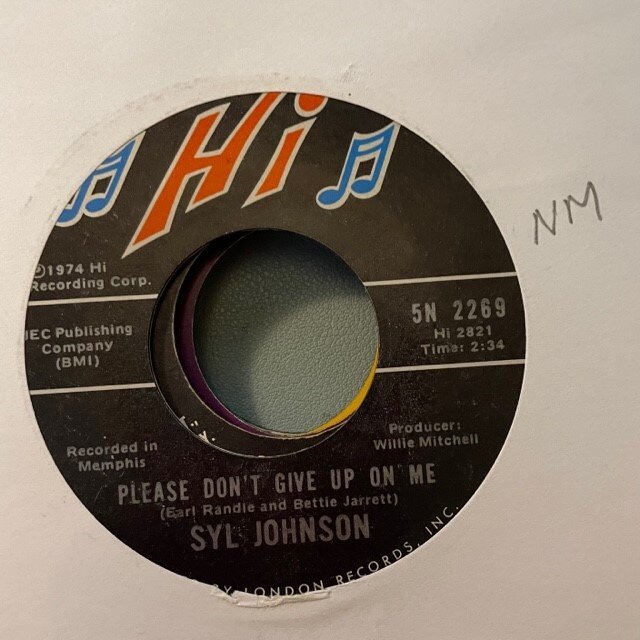 Hi
NM
℗1974 Hi
Recording Corp.
5N 2269
Hi 2821
Time: 2:34
JEC Publishing
Company
(BMI)
Recorded in
Memphis
Producer:
Willie Mitchell
PLEASE DON'T GIVE UP ON ME
(Earl Randle and Bettie Jarrett)
SYL JOHNSON
BY LONDON RECORDS, INC.